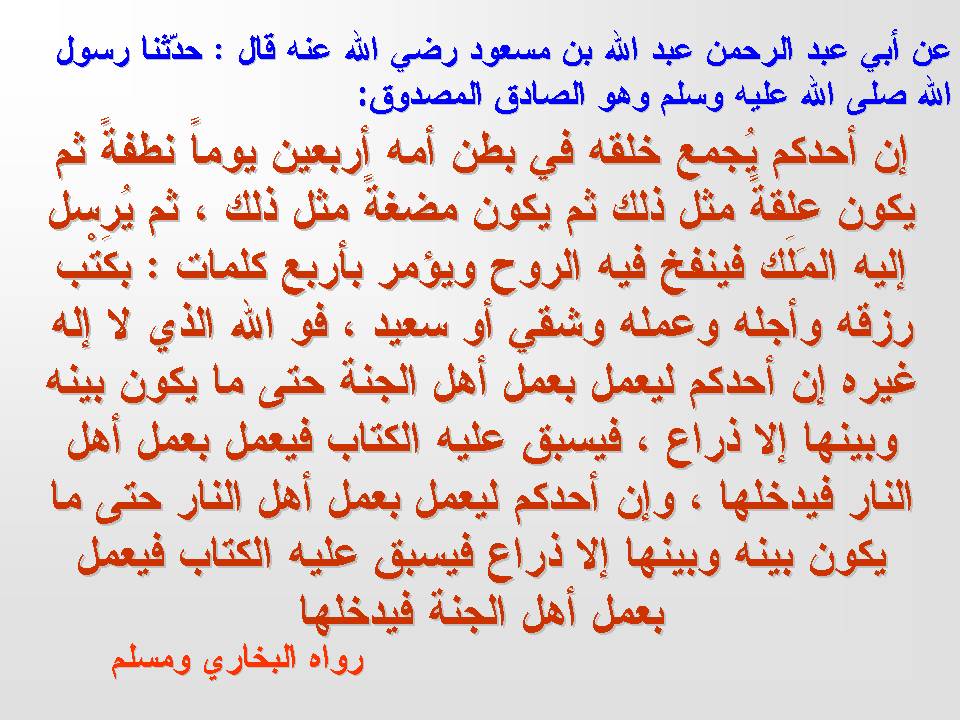 عن أبي عبد الرحمن عبد الله بن مسعود رضي الله عنه قال : حدّثنا رسول
الله صلى الله عليه وسلم وهو الصادق المصدوق:
إن أحدكم يُجمع خلقه في بطن أمه أربعين يوماً نطفةً ثم
يكون علقةً مثل ذلك ثم يكون مضغةً مثل ذلك ، ثم يُرسل
إليه المَلَك فينفخ فيه الروح ويؤمر بأربع كلمات : بكَتْب
رزقه وأجله وعمله وشقي أو سعيد ، فو الله الذي لا إله
غيره إن أحدكم ليعمل بعمل أهل الجنة حتى ما يكون بينه
وبينها إلا ذراع ، فيسبق عليه الكتاب فيعمل بعمل أهل
النار فيدخلها ، وإن أحدكم ليعمل بعمل أهل النار حتى ما
يكون بينه وبينها إلا ذراع فيسبق عليه الكتاب فيعمل
بعمل أهل الجنة فيدخلها
رواه البخاري ومسلم